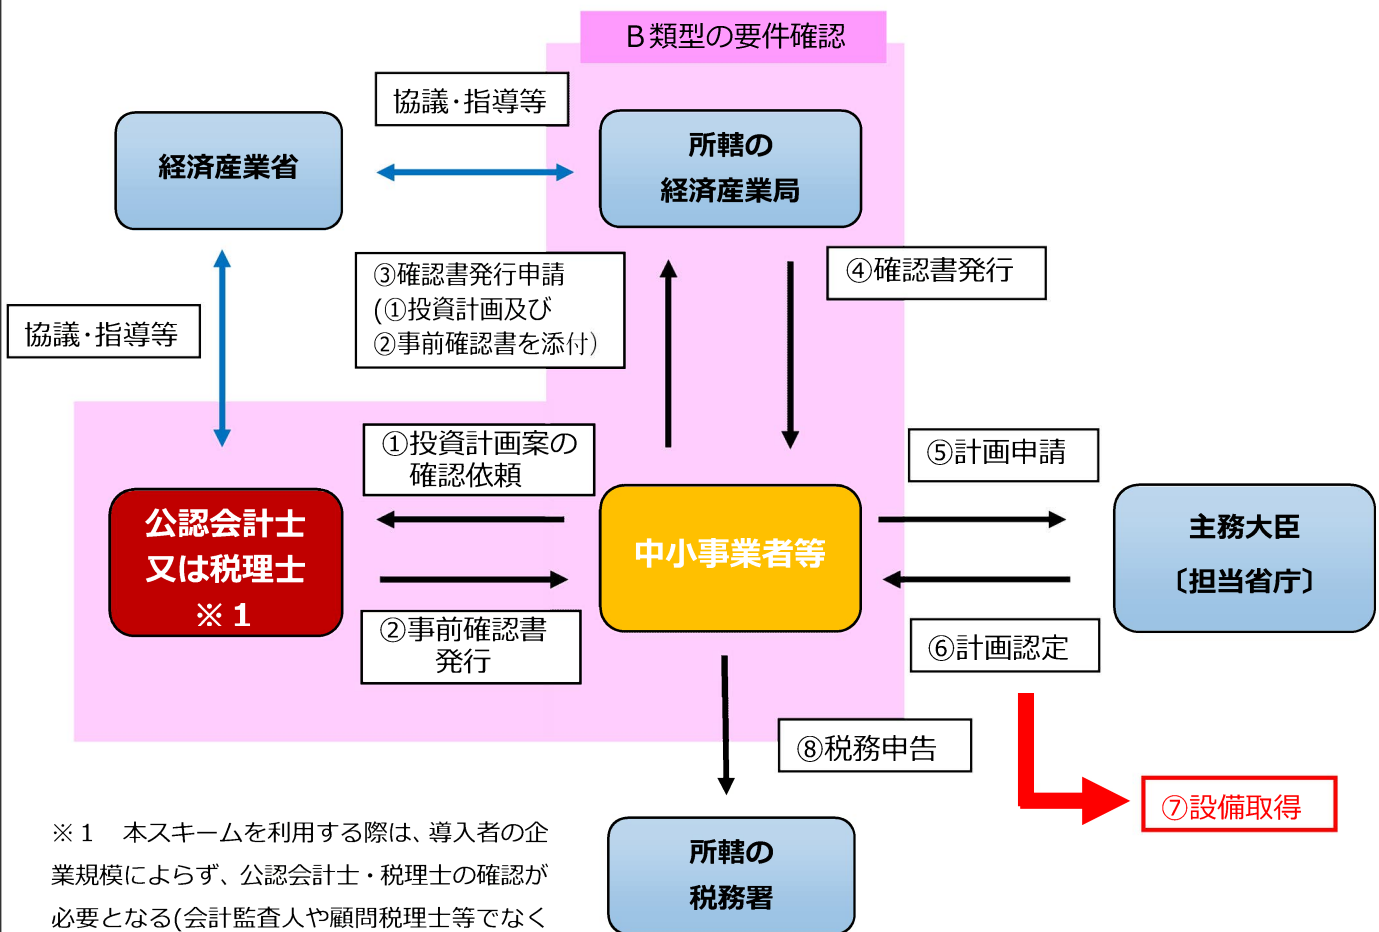 B類型の要件確認
協議・指導等
経済産業省
所轄の
経済産業局
③確認書発行申請
(①投資計画及び
②事前確認書を添付)
④確認書発行
協議・指導等
①投資計画案の
確認依頼
⑤計画申請
公認会計士
又は税理士
※1
中小事業者等
主務大臣
〔担当省庁〕
②事前確認書
発行
⑥計画認定
⑧税務申告
⑦設備取得
所轄の
税務署
※1 本スキームを利用する際は、導入者の企
業規模によらず、公認会計士・税理士の確認が
必要となる(会計監査人や顧問税理士等でなく